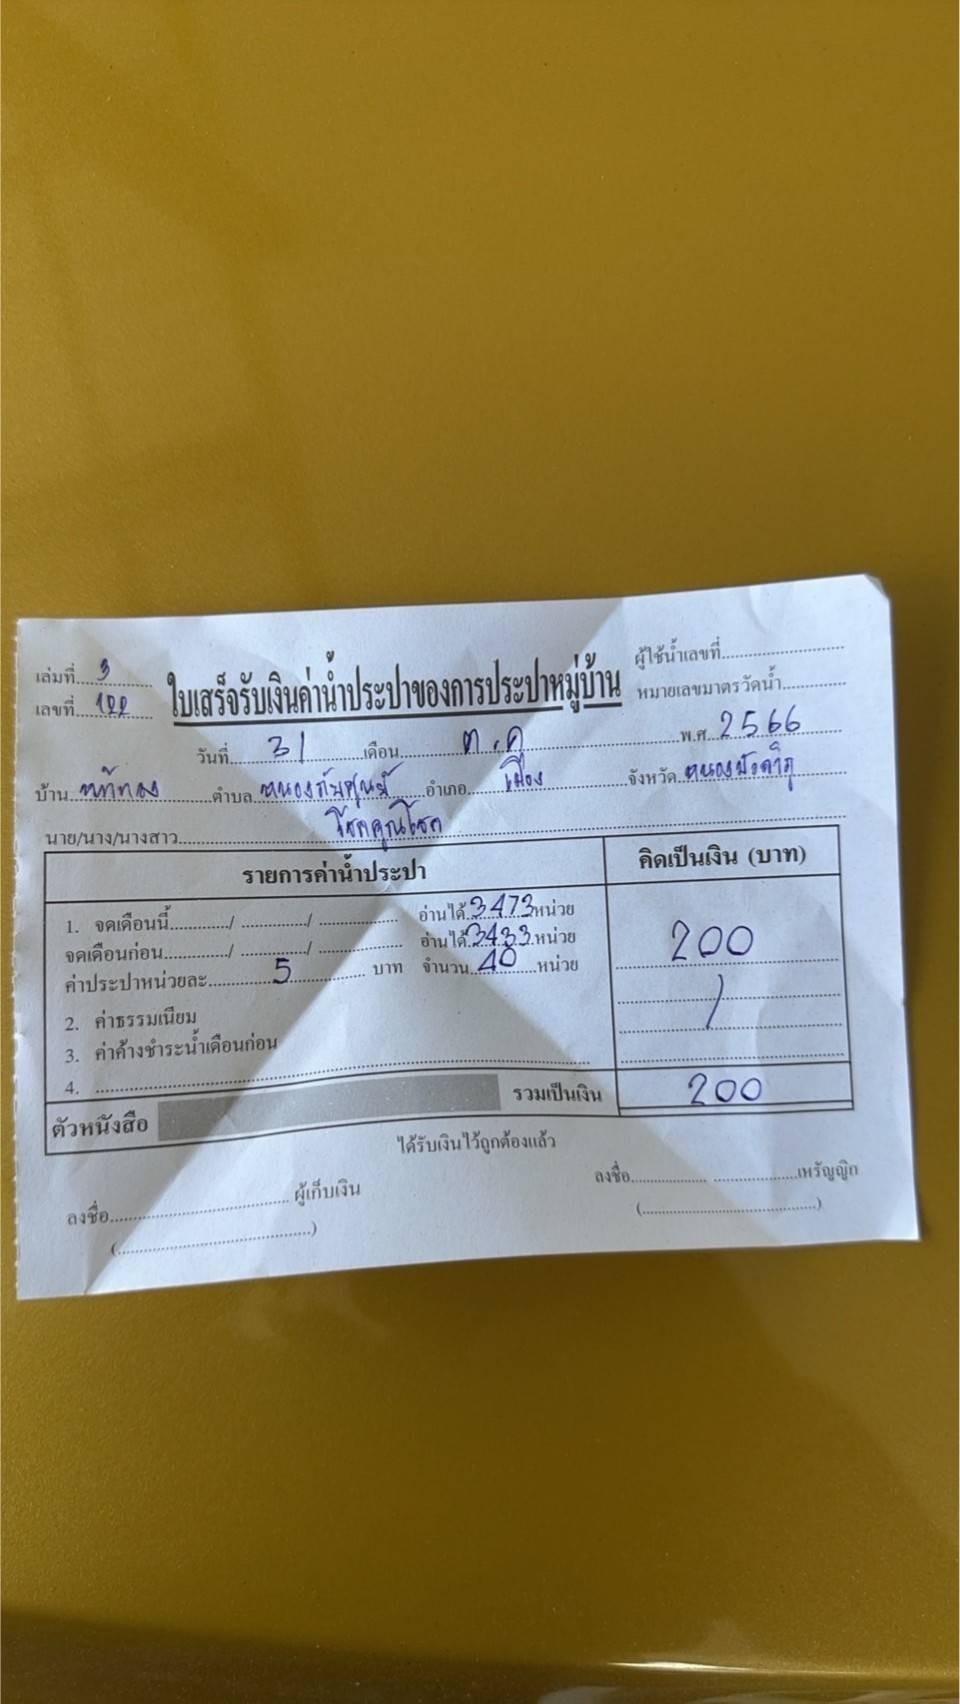 เล่มที่ 3
เลขที่ 122
ใบเสร็จรับเงินค่าน้ำประปาของการประปาหมู่บ้าน
ผู้ใช้น้ำเลขที่
หมายเลขมาตรวัดน้ำ
วันที่ 31 เดือน ต.ค พ.ศ. 2566
บ้าน ตำบล อำเภอ เมือง จังหวัด
นาย/นาง/นางสาว โชคคูณโชค
รายการค่าน้ำประปา คิดเป็นเงิน (บาท)
1. จดเดือนนี้ / / อ่านได้ 3473 หน่วย
จดเดือนก่อน / / อ่านได้ 3433 หน่วย 200
ค่าประปาหน่วยละ 5 บาท จำนวน 40 หน่วย
2. ค่าธรรมเนียม /
3. ค่าค้างชำระน้ำเดือนก่อน
4.
ตัวหนังสือ รวมเป็นเงิน 200
ได้รับเงินไว้ถูกต้องแล้ว
ลงชื่อ ผู้เก็บเงิน ลงชื่อ เหรัญญิก
( ) ( )